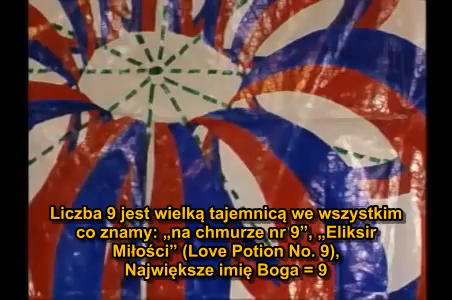 Liczba 9 jest wielką tajemnicą we wszystkim
co znamy: „na chmurze nr 9”, „Eliksir
Miłości” (Love Potion No. 9),
Największe imię Boga = 9